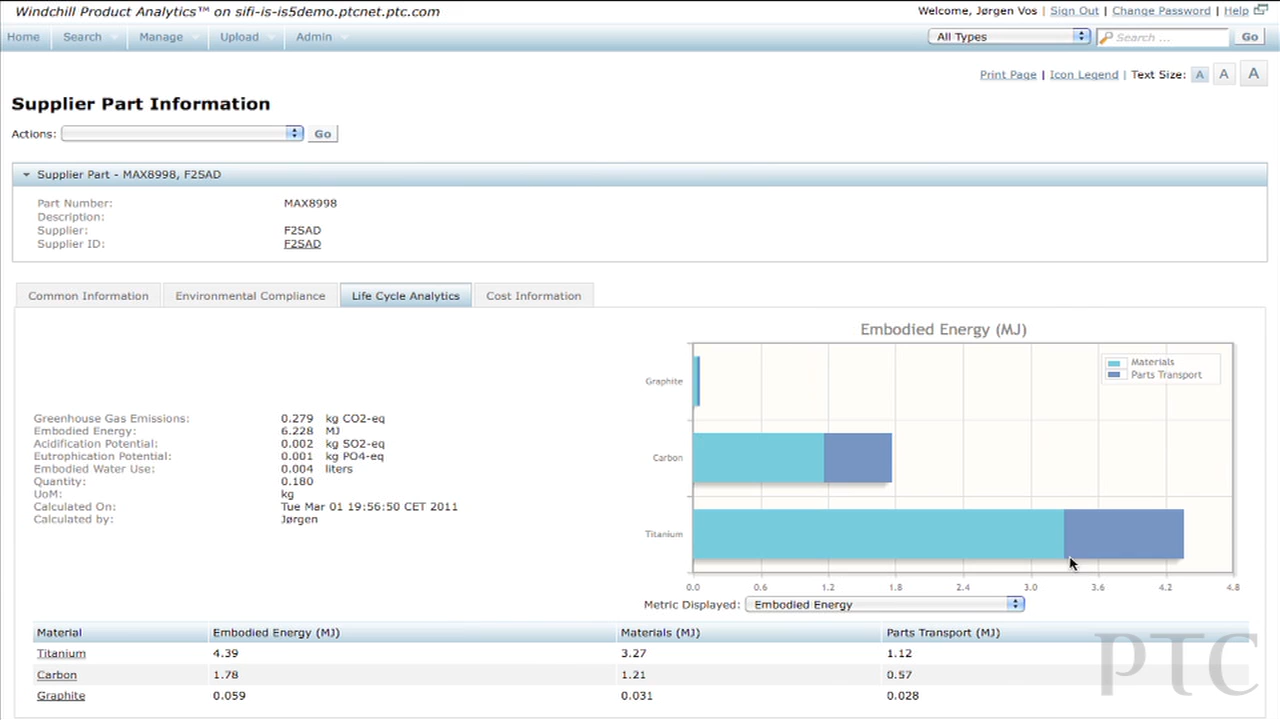 Windchill Product Analytics™ on sifi-is-is5demo.ptcnet.ptc.com
Welcome, Jørgen Vos | Sign Out | Change Password | Help
Home Search Manage Upload Admin
All Types Search ... Go
Print Page | Icon Legend | Text Size: A A A
Supplier Part Information
Actions: Go
Supplier Part - MAX8998, F2SAD
Part Number: MAX8998
Description:
Supplier: F2SAD
Supplier ID: F2SAD
Common Information Environmental Compliance Life Cycle Analytics Cost Information
Embodied Energy (MJ)
Materials
Parts Transport
Graphite
Carbon
Titanium
0.0 0.6 1.2 1.8 2.4 3.0 3.6 4.2 4.8
Metric Displayed: Embodied Energy
Greenhouse Gas Emissions: 0.279 kg CO2-eq
Embodied Energy: 6.228 MJ
Acidification Potential: 0.002 kg SO2-eq
Eutrophication Potential: 0.001 kg PO4-eq
Embodied Water Use: 0.004 liters
Quantity: 0.180
UoM: kg
Calculated On: Tue Mar 01 19:56:50 CET 2011
Calculated by: Jørgen
Material Embodied Energy (MJ) Materials (MJ) Parts Transport (MJ)
Titanium 4.39 3.27 1.12
Carbon 1.78 1.21 0.57
Graphite 0.059 0.031 0.028
PTC